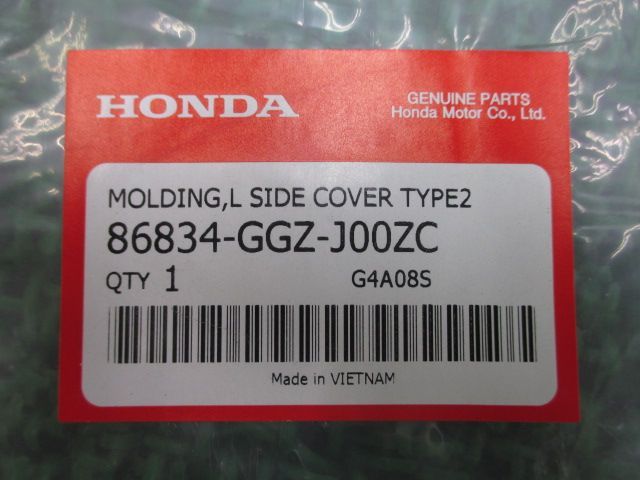 HONDA
GENUINE PARTS
Honda Motor Co., Ltd.
MOLDING,L SIDE COVER TYPE2
86834-GGZ-J00ZC
QTY 1 G4A08S
Made in VIETNAM